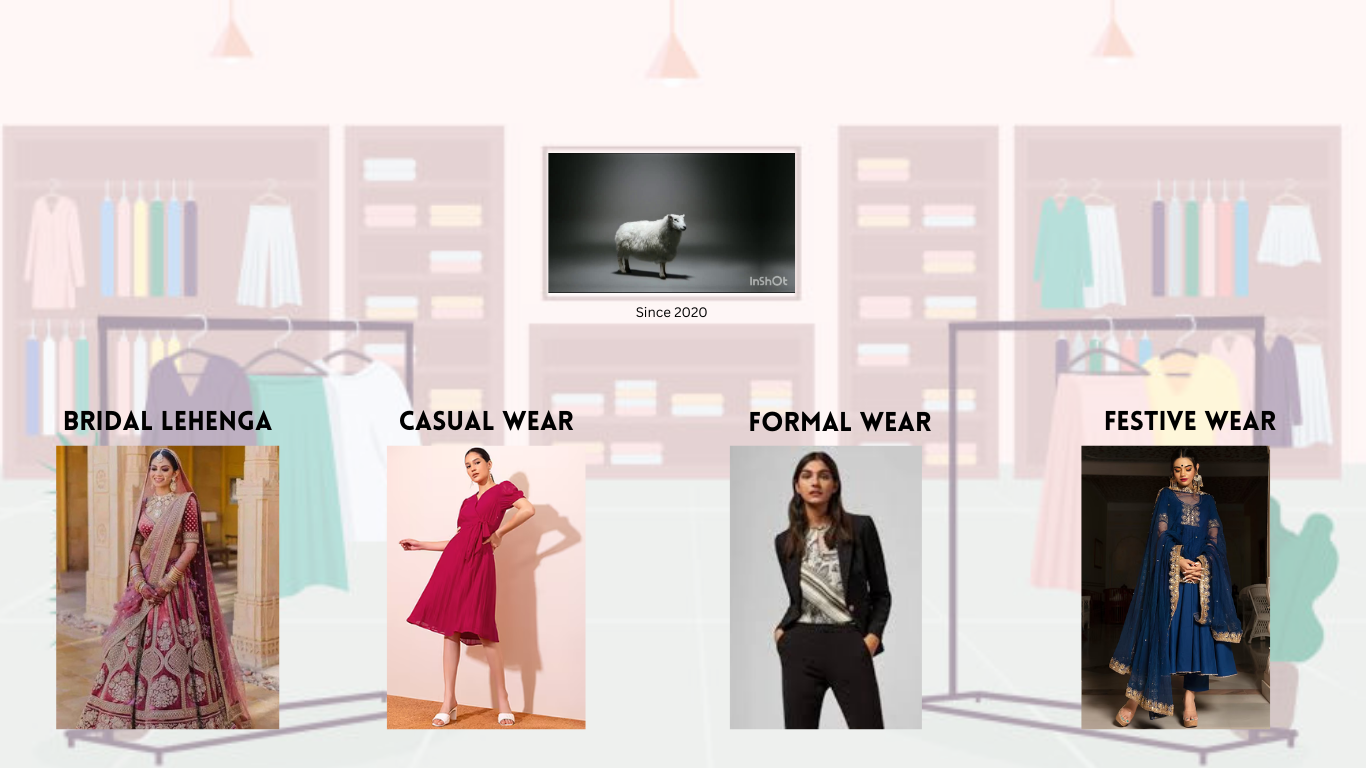 InShOt
Since 2020
BRIDAL LEHENGA
CASUAL WEAR
FORMAL WEAR
FESTIVE WEAR